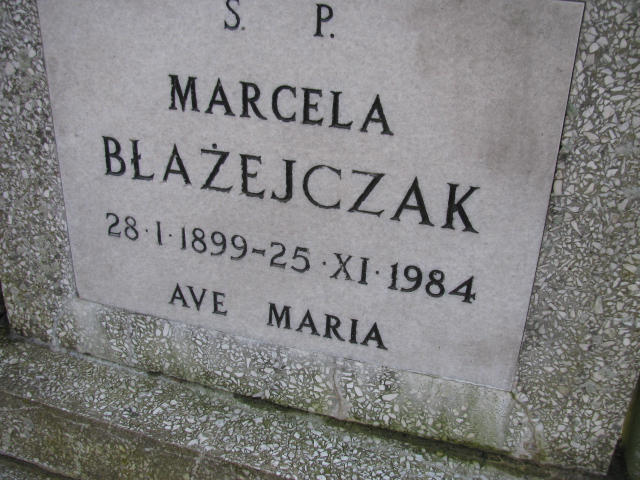 Ś. P.
MARCELA
BŁAŻEJCZAK
28·I·1899-25·XI·1984
AVE MARIA